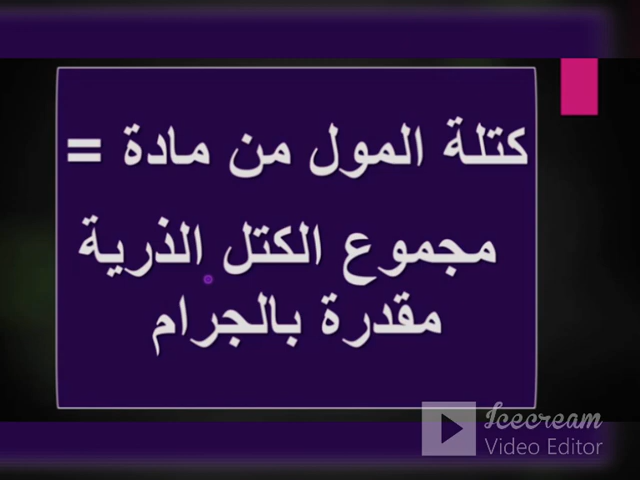 كتلة المول من مادة =
مجموع الكتل الذرية
مقدرة بالجرام
Icecream
Video Editor